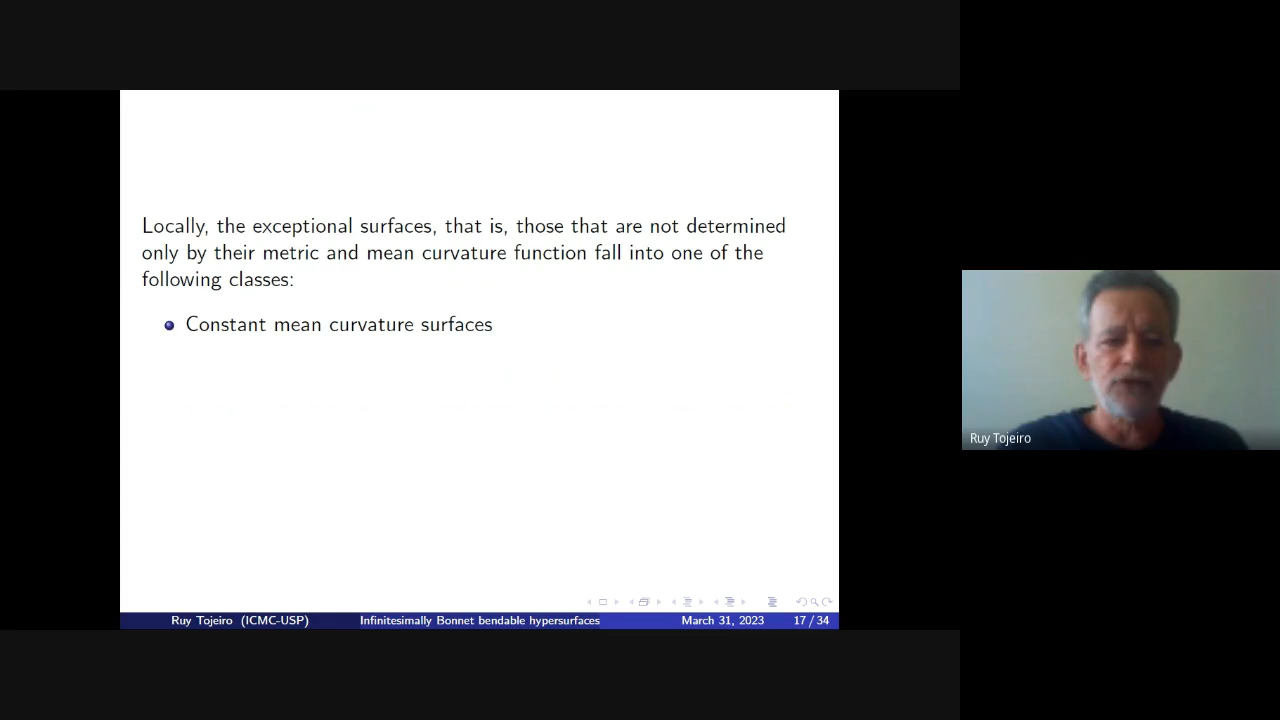 Locally, the exceptional surfaces, that is, those that are not determined
only by their metric and mean curvature function fall into one of the
following classes:
Constant mean curvature surfaces
Ruy Tojeiro
Ruy Tojeiro (ICMC-USP) Infinitesimally Bonnet bendable hypersurfaces March 31, 2023 17 / 34